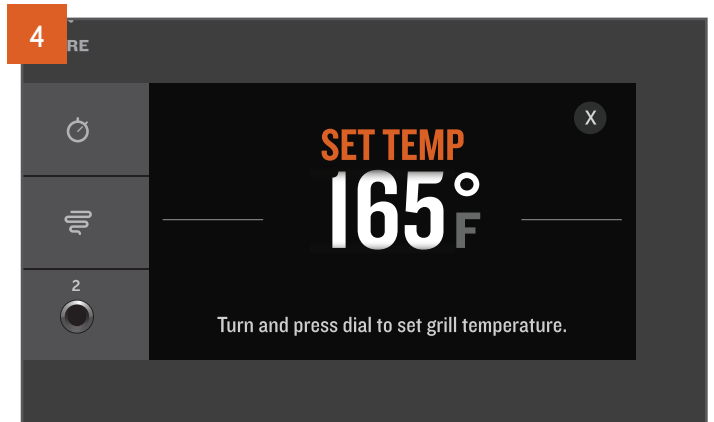 4
RE
SET TEMP
X
165°F
2
Turn and press dial to set grill temperature.